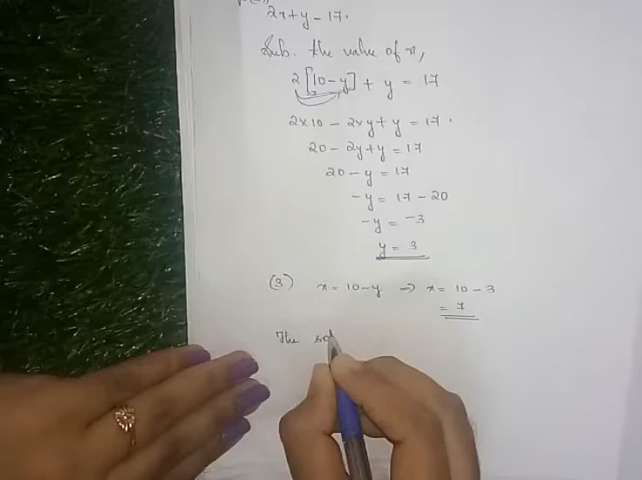 2x + y = 17.
Sub. the value of x,
2[10-y] + y = 17
2×10 - 2×y + y = 17.
20 - 2y + y = 17
20 - y = 17
-y = 17 - 20
-y = -3
y = 3
(3) x = 10-y → x = 10 - 3
= 7
The so